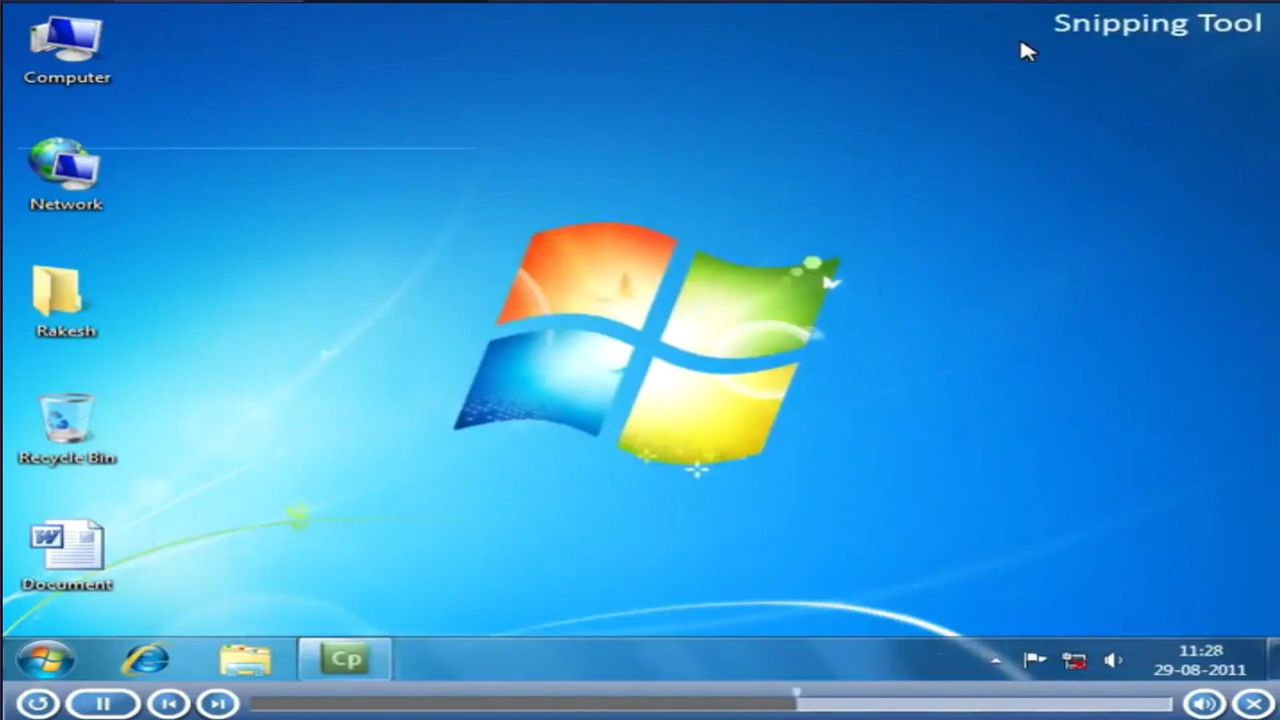 Snipping Tool
Computer
Network
Rakesh
Recycle Bin
W
Document
Cp
11:28
29-08-2011